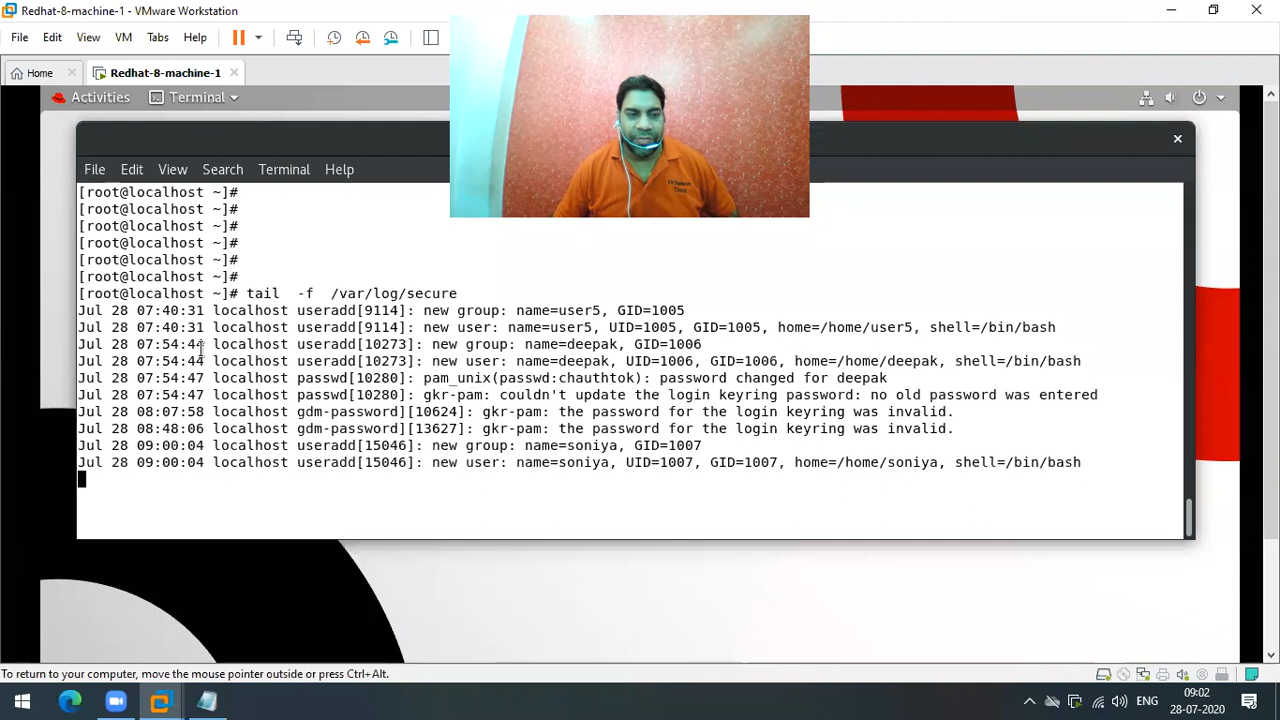 Redhat-8-machine-1 - VMware Workstation
File Edit View VM Tabs Help
Home Redhat-8-machine-1
Activities Terminal
File Edit View Search Terminal Help
[root@localhost ~]#
[root@localhost ~]#
[root@localhost ~]#
[root@localhost ~]#
[root@localhost ~]#
[root@localhost ~]#
[root@localhost ~]# tail  -f  /var/log/secure
Jul 28 07:40:31 localhost useradd[9114]: new group: name=user5, GID=1005
Jul 28 07:40:31 localhost useradd[9114]: new user: name=user5, UID=1005, GID=1005, home=/home/user5, shell=/bin/bash
Jul 28 07:54:44 localhost useradd[10273]: new group: name=deepak, GID=1006
Jul 28 07:54:44 localhost useradd[10273]: new user: name=deepak, UID=1006, GID=1006, home=/home/deepak, shell=/bin/bash
Jul 28 07:54:47 localhost passwd[10280]: pam_unix(passwd:chauthtok): password changed for deepak
Jul 28 07:54:47 localhost passwd[10280]: gkr-pam: couldn't update the login keyring password: no old password was entered
Jul 28 08:07:58 localhost gdm-password][10624]: gkr-pam: the password for the login keyring was invalid.
Jul 28 08:48:06 localhost gdm-password][13627]: gkr-pam: the password for the login keyring was invalid.
Jul 28 09:00:04 localhost useradd[15046]: new group: name=soniya, GID=1007
Jul 28 09:00:04 localhost useradd[15046]: new user: name=soniya, UID=1007, GID=1007, home=/home/soniya, shell=/bin/bash
To return to your computer, move the mouse pointer outside or press Ctrl+Alt.
ENG
09:02
28-07-2020